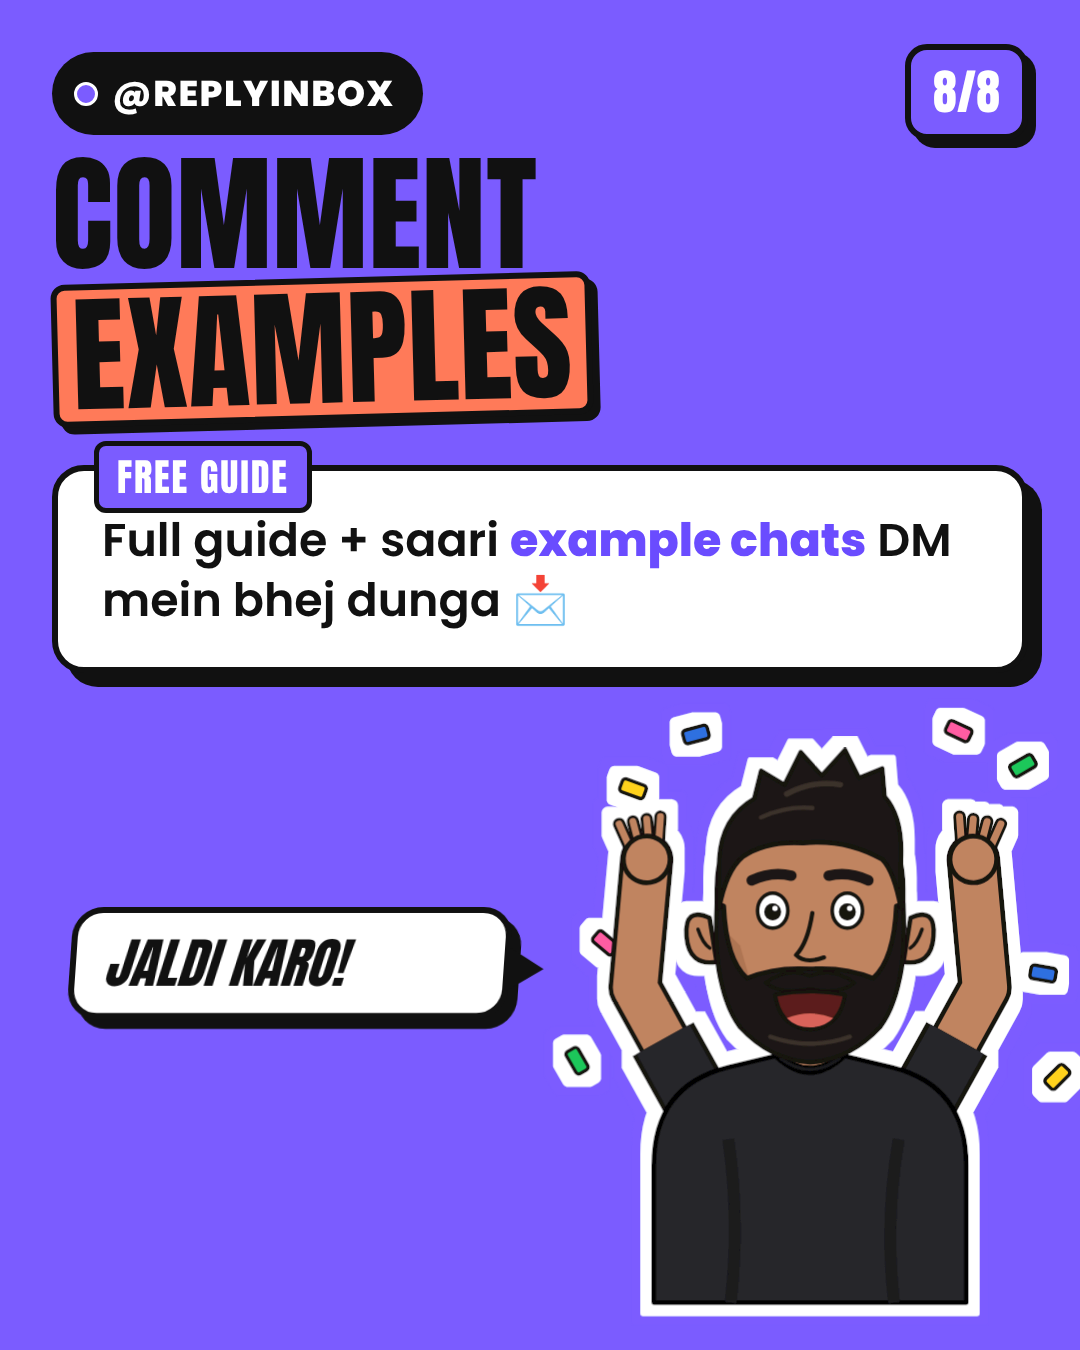 @REPLYINBOX
8/8
COMMENT
EXAMPLES
FREE GUIDE
Full guide + saari example chats DM
mein bhej dunga 📩
JALDI KARO!